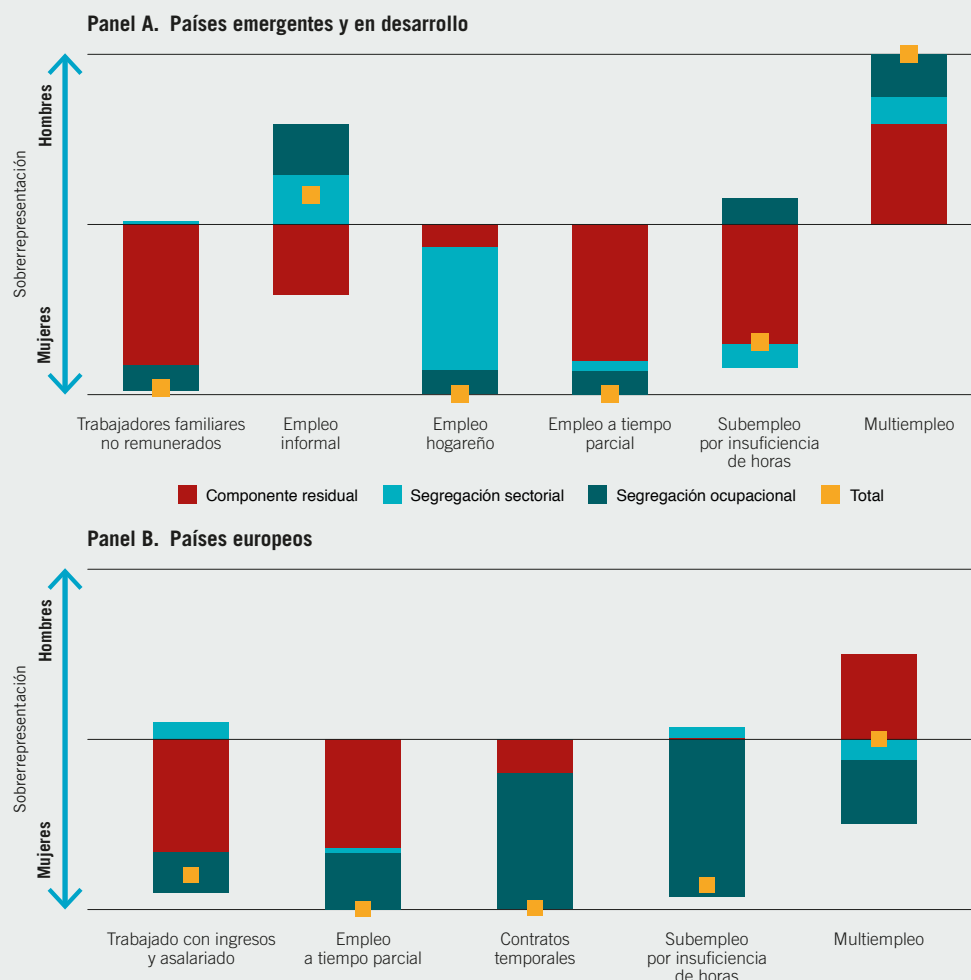 Panel A. Países emergentes y en desarrollo
Hombres
Sobrerrepresentación
Mujeres
Trabajadores familiares
no remunerados
Empleo
informal
Empleo
hogareño
Empleo a tiempo
parcial
Subempleo
por insuficiencia
de horas
Multiempleo
Componente residual
Segregación sectorial
Segregación ocupacional
Total
Panel B. Países europeos
Hombres
Sobrerrepresentación
Mujeres
Trabajado con ingresos
y asalariado
Empleo
a tiempo parcial
Contratos
temporales
Subempleo
por insuficiencia
de horas
Multiempleo